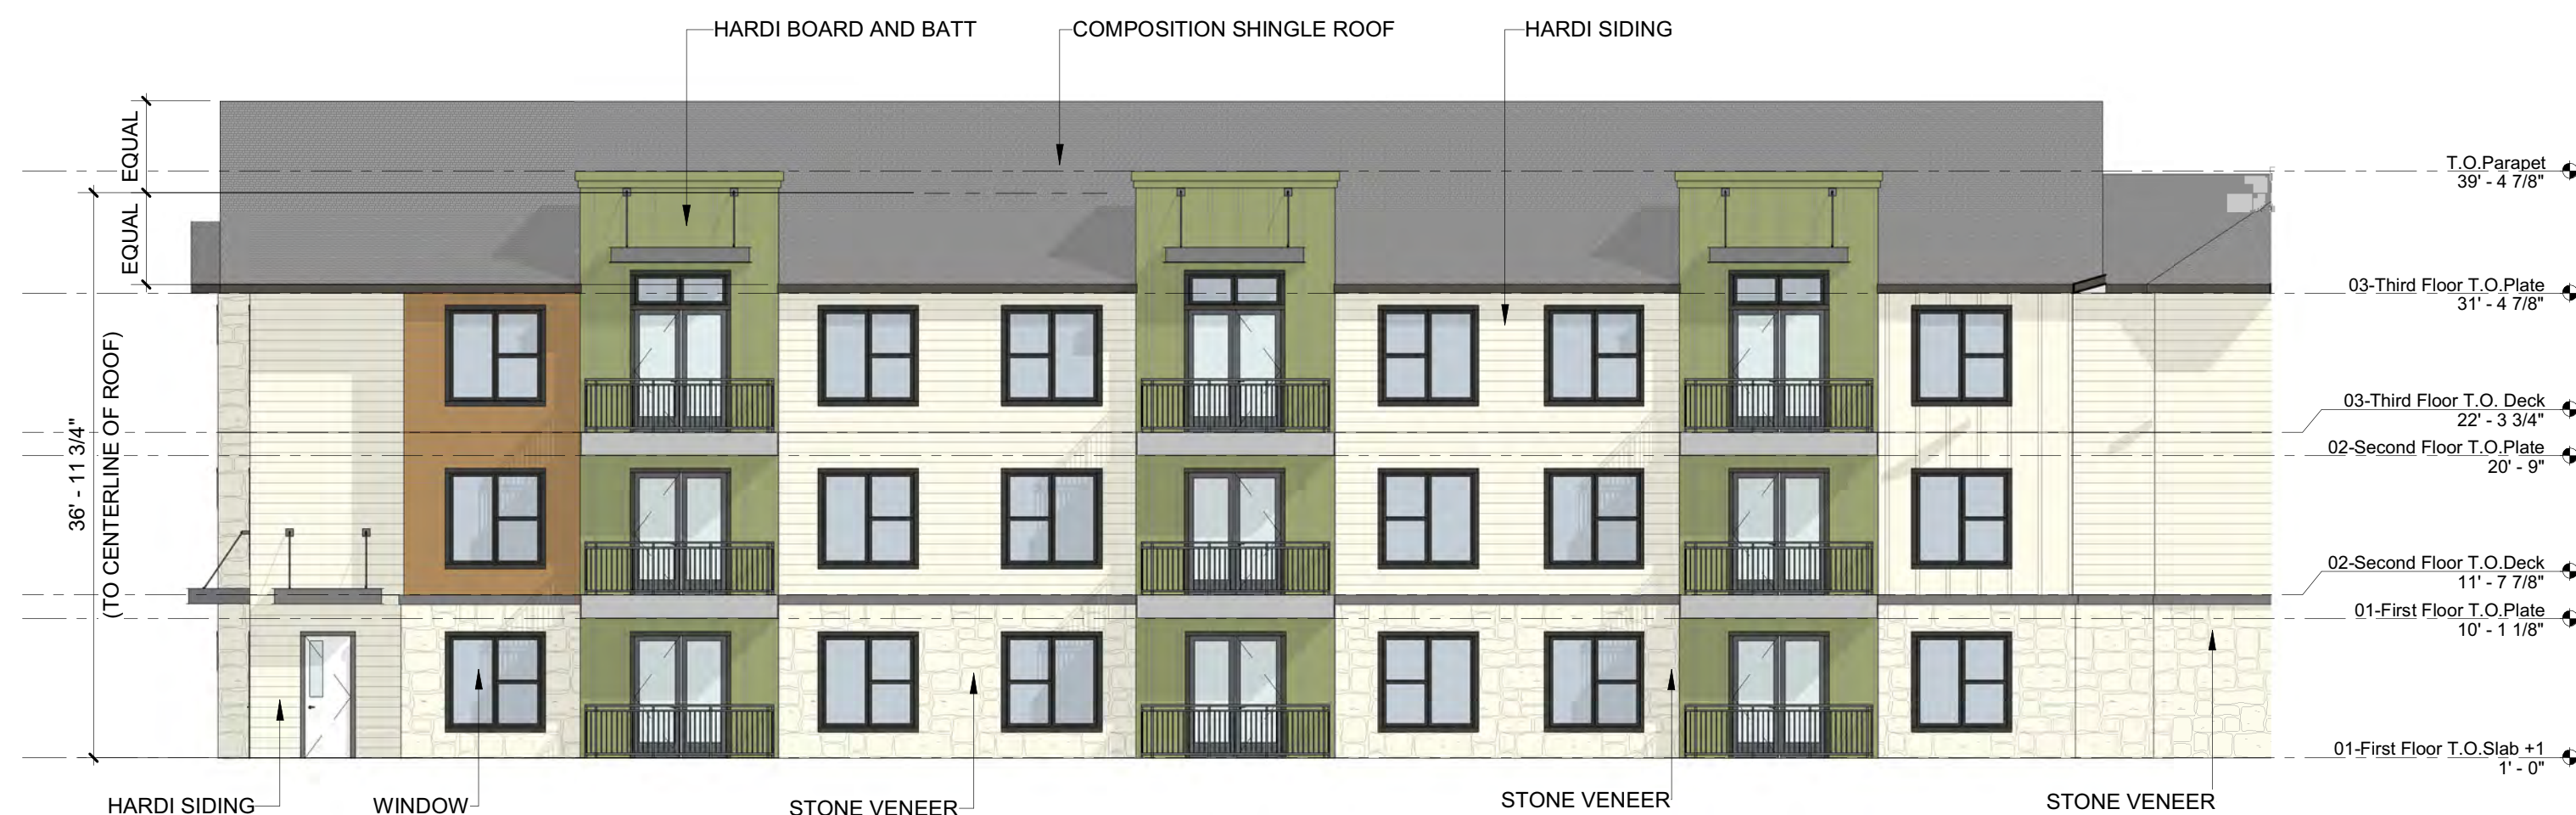 HARDI BOARD AND BATT
COMPOSITION SHINGLE ROOF
HARDI SIDING
EQUAL
EQUAL
36' - 11 3/4"
(TO CENTERLINE OF ROOF)
T.O.Parapet
39' - 4 7/8"
03-Third Floor T.O.Plate
31' - 4 7/8"
03-Third Floor T.O. Deck
22' - 3 3/4"
02-Second Floor T.O.Plate
20' - 9"
02-Second Floor T.O.Deck
11' - 7 7/8"
01-First Floor T.O.Plate
10' - 1 1/8"
01-First Floor T.O.Slab +1
1' - 0"
HARDI SIDING
WINDOW
STONE VENEER
STONE VENEER
STONE VENEER